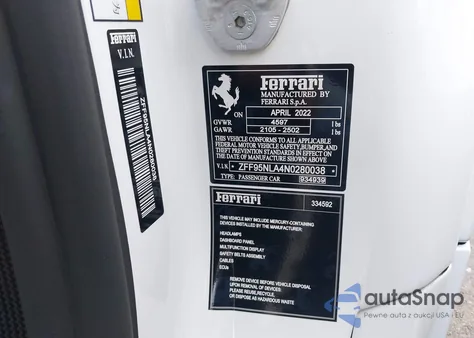 Ferrari
V.I.N.
ZFF95NLA4N0280038
Ferrari
MANUFACTURED BY
FERRARI S.p.A.
ON APRIL 2022
GVWR 4597 lbs
GAWR 2105 - 2502 lbs
THIS VEHICLE CONFORMS TO ALL APPLICABLE
FEDERAL MOTOR VEHICLE SAFETY, BUMPER, AND
THEFT PREVENTION STANDARDS IN EFFECT ON THE
DATE OF MANUFACTURE SHOWN ABOVE
V.I.N. * ZFF95NLA4N0280038 *
TYPE: PASSENGER CAR 934939
Ferrari 334592
THIS VEHICLE MAY INCLUDE MERCURY-CONTAINING
DEVICES INSTALLED BY THE MANUFACTURER:
HEADLAMPS
DASHBOARD PANEL
MULTIFUNCTION DISPLAY
SAFETY BELTS ASSEMBLY
CABLES
ECUs
REMOVE DEVICE BEFORE VEHICLE DISPOSAL
UPON REMOVAL OF DEVICES:
PLEASE REUSE, RECYCLE,
OR DISPOSE AS HAZARDOUS WASTE
autoSnap
Pewne auta z aukcji USA i EU